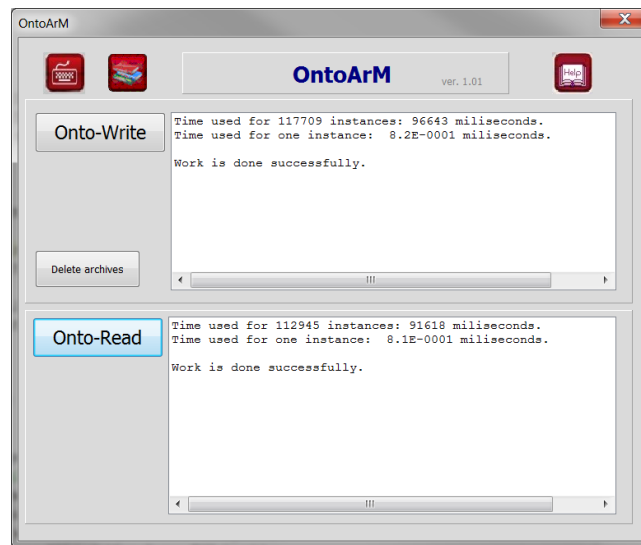 OntoArM
OntoArM ver. 1.01
Help
Onto-Write
Time used for 117709 instances: 96643 miliseconds.
Time used for one instance:  8.2E-0001 miliseconds.
Work is done successfully.
Delete archives
Onto-Read
Time used for 112945 instances: 91618 miliseconds.
Time used for one instance:  8.1E-0001 miliseconds.
Work is done successfully.